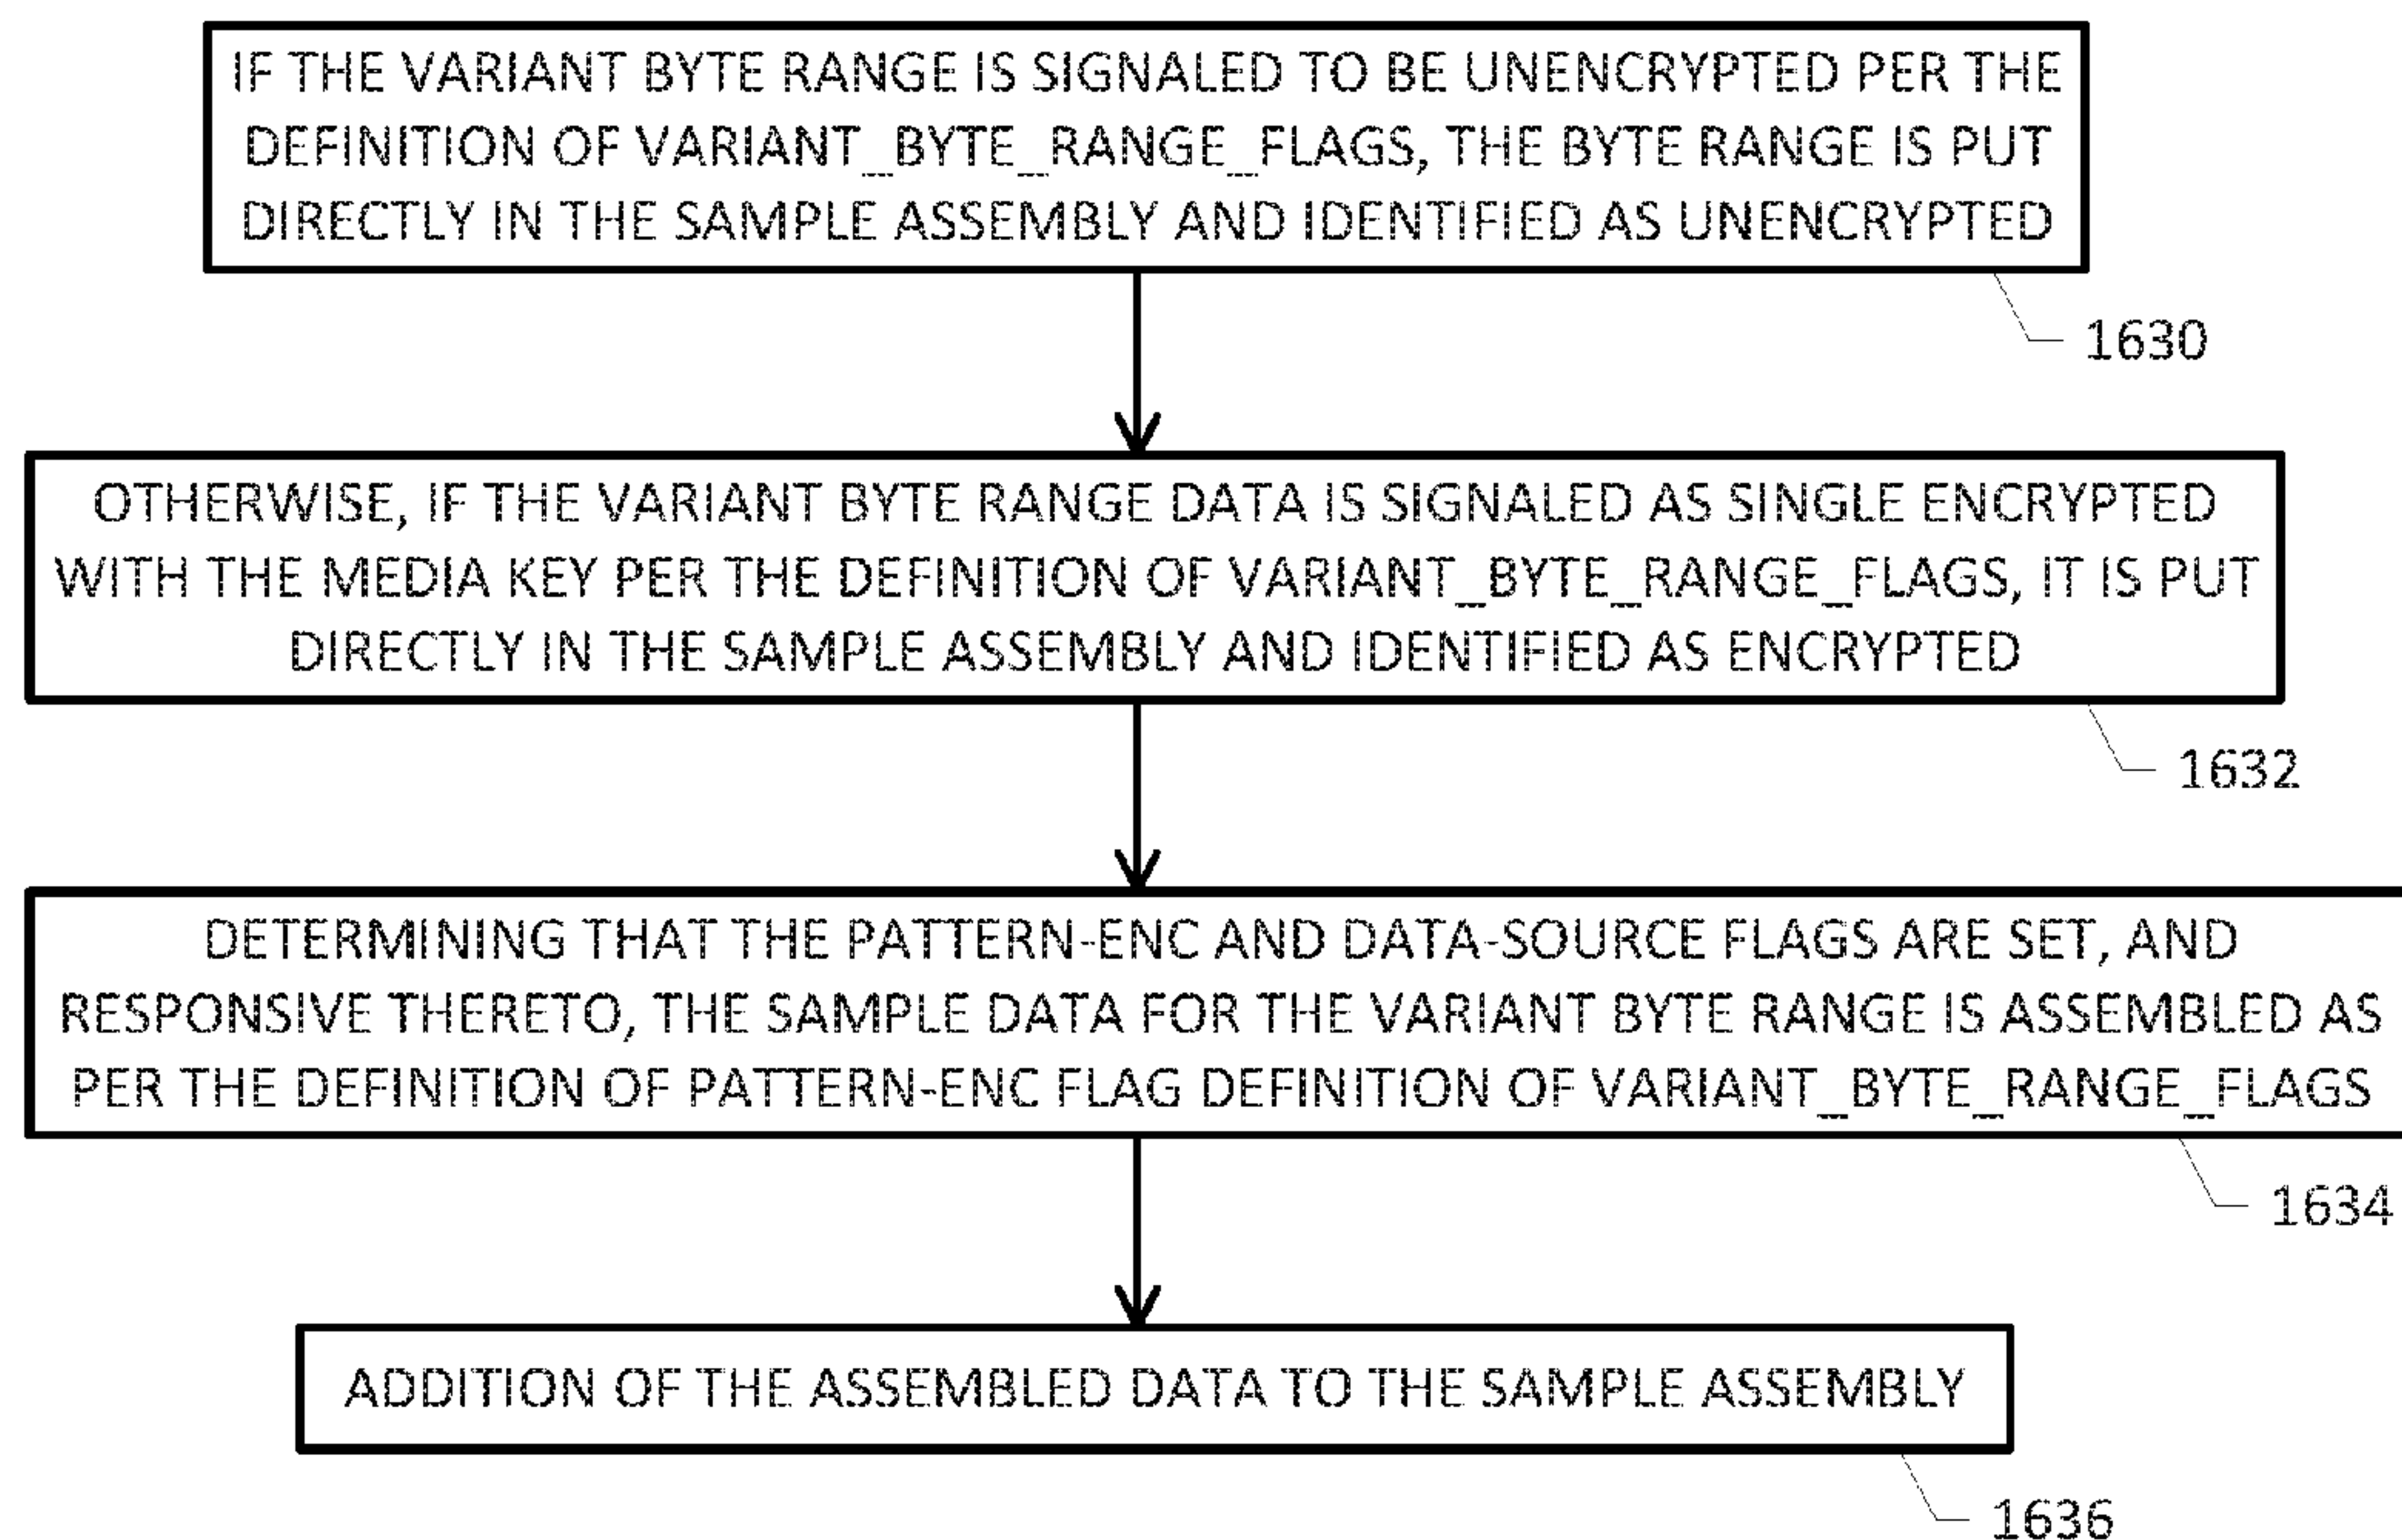 IF THE VARIANT BYTE RANGE IS SIGNALED TO BE UNENCRYPTED PER THE
DEFINITION OF VARIANT_BYTE_RANGE_FLAGS, THE BYTE RANGE IS PUT
DIRECTLY IN THE SAMPLE ASSEMBLY AND IDENTIFIED AS UNENCRYPTED
1630
OTHERWISE, IF THE VARIANT BYTE RANGE DATA IS SIGNALED AS SINGLE ENCRYPTED
WITH THE MEDIA KEY PER THE DEFINITION OF VARIANT_BYTE_RANGE_FLAGS, IT IS PUT
DIRECTLY IN THE SAMPLE ASSEMBLY AND IDENTIFIED AS ENCRYPTED
1632
DETERMINING THAT THE PATTERN-ENC AND DATA-SOURCE FLAGS ARE SET, AND
RESPONSIVE THERETO, THE SAMPLE DATA FOR THE VARIANT BYTE RANGE IS ASSEMBLED AS
PER THE DEFINITION OF PATTERN-ENC FLAG DEFINITION OF VARIANT_BYTE_RANGE_FLAGS
1634
ADDITION OF THE ASSEMBLED DATA TO THE SAMPLE ASSEMBLY
1636